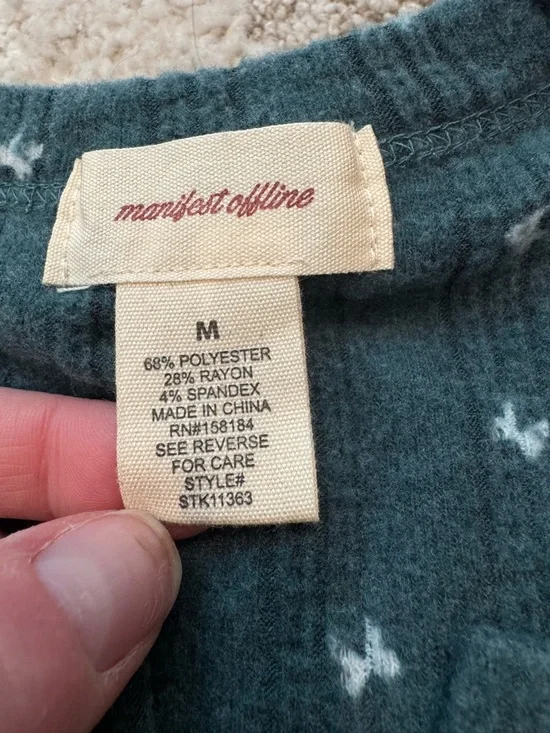 manifest offline
M
68% POLYESTER
28% RAYON
4% SPANDEX
MADE IN CHINA
RN#158184
SEE REVERSE
FOR CARE
STYLE#
STK11363